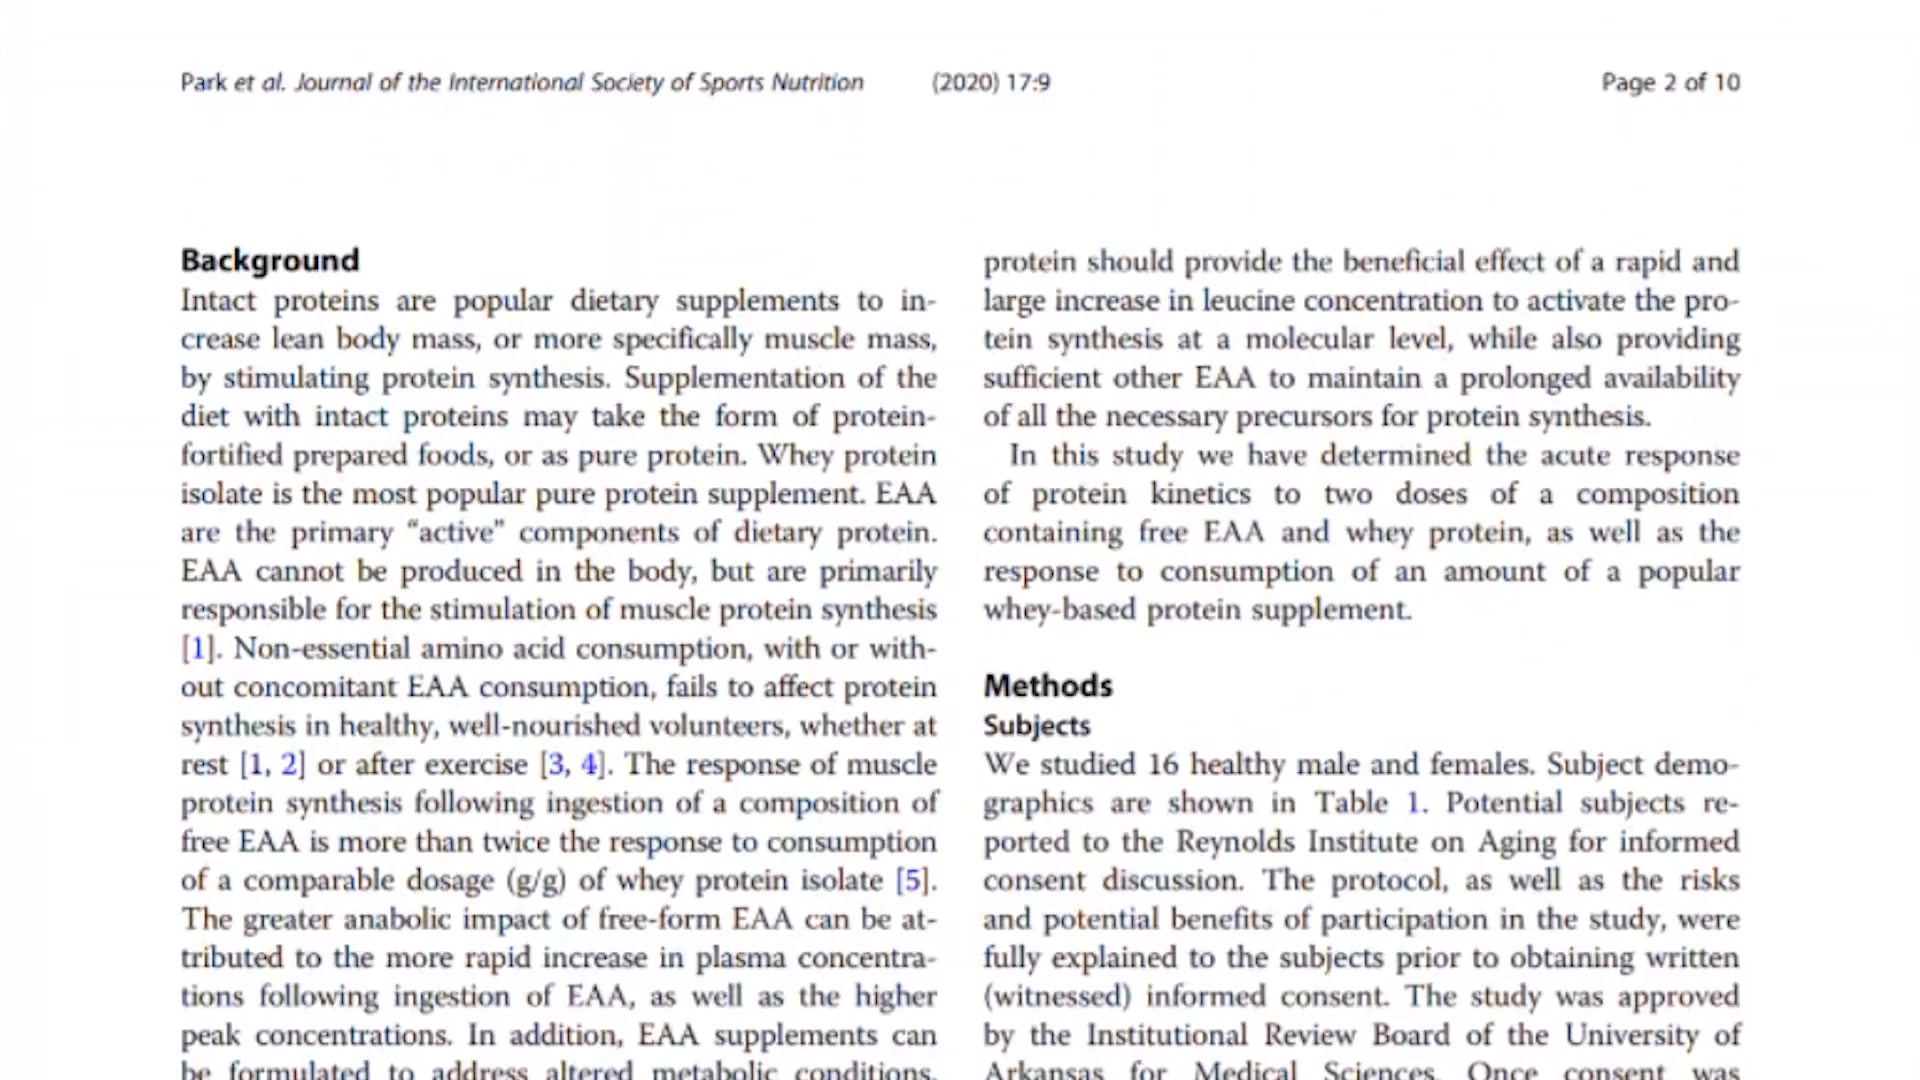 Park et al. Journal of the International Society of Sports Nutrition (2020) 17:9 Page 2 of 10
Background
Intact proteins are popular dietary supplements to in-
crease lean body mass, or more specifically muscle mass,
by stimulating protein synthesis. Supplementation of the
diet with intact proteins may take the form of protein-
fortified prepared foods, or as pure protein. Whey protein
isolate is the most popular pure protein supplement. EAA
are the primary “active” components of dietary protein.
EAA cannot be produced in the body, but are primarily
responsible for the stimulation of muscle protein synthesis
[1]. Non-essential amino acid consumption, with or with-
out concomitant EAA consumption, fails to affect protein
synthesis in healthy, well-nourished volunteers, whether at
rest [1, 2] or after exercise [3, 4]. The response of muscle
protein synthesis following ingestion of a composition of
free EAA is more than twice the response to consumption
of a comparable dosage (g/g) of whey protein isolate [5].
The greater anabolic impact of free-form EAA can be at-
tributed to the more rapid increase in plasma concentra-
tions following ingestion of EAA, as well as the higher
peak concentrations. In addition, EAA supplements can
be formulated to address altered metabolic conditions.
protein should provide the beneficial effect of a rapid and
large increase in leucine concentration to activate the pro-
tein synthesis at a molecular level, while also providing
sufficient other EAA to maintain a prolonged availability
of all the necessary precursors for protein synthesis.
In this study we have determined the acute response
of protein kinetics to two doses of a composition
containing free EAA and whey protein, as well as the
response to consumption of an amount of a popular
whey-based protein supplement.
Methods
Subjects
We studied 16 healthy male and females. Subject demo-
graphics are shown in Table 1. Potential subjects re-
ported to the Reynolds Institute on Aging for informed
consent discussion. The protocol, as well as the risks
and potential benefits of participation in the study, were
fully explained to the subjects prior to obtaining written
(witnessed) informed consent. The study was approved
by the Institutional Review Board of the University of
Arkansas for Medical Sciences. Once consent was